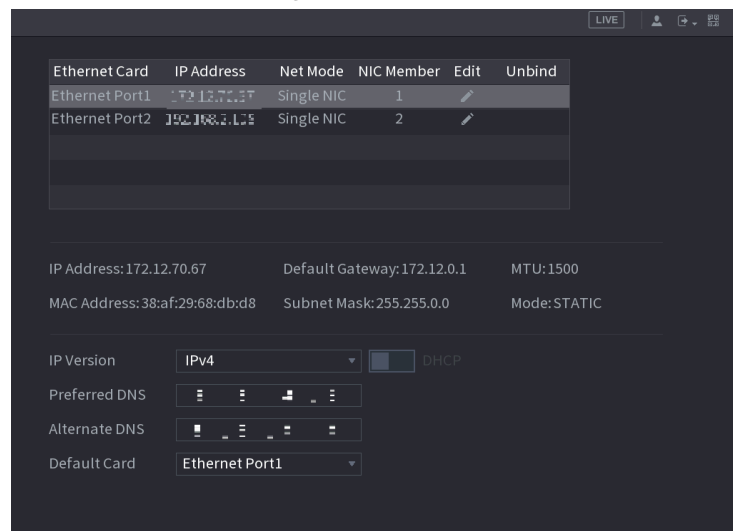 LIVE
Ethernet Card IP Address Net Mode NIC Member Edit Unbind
Ethernet Port1 Single NIC 1
Ethernet Port2 Single NIC 2
IP Address:172.12.70.67 Default Gateway:172.12.0.1 MTU:1500
MAC Address:38:af:29:68:db:d8 Subnet Mask:255.255.0.0 Mode:STATIC
IP Version IPv4 DHCP
Preferred DNS
Alternate DNS
Default Card Ethernet Port1